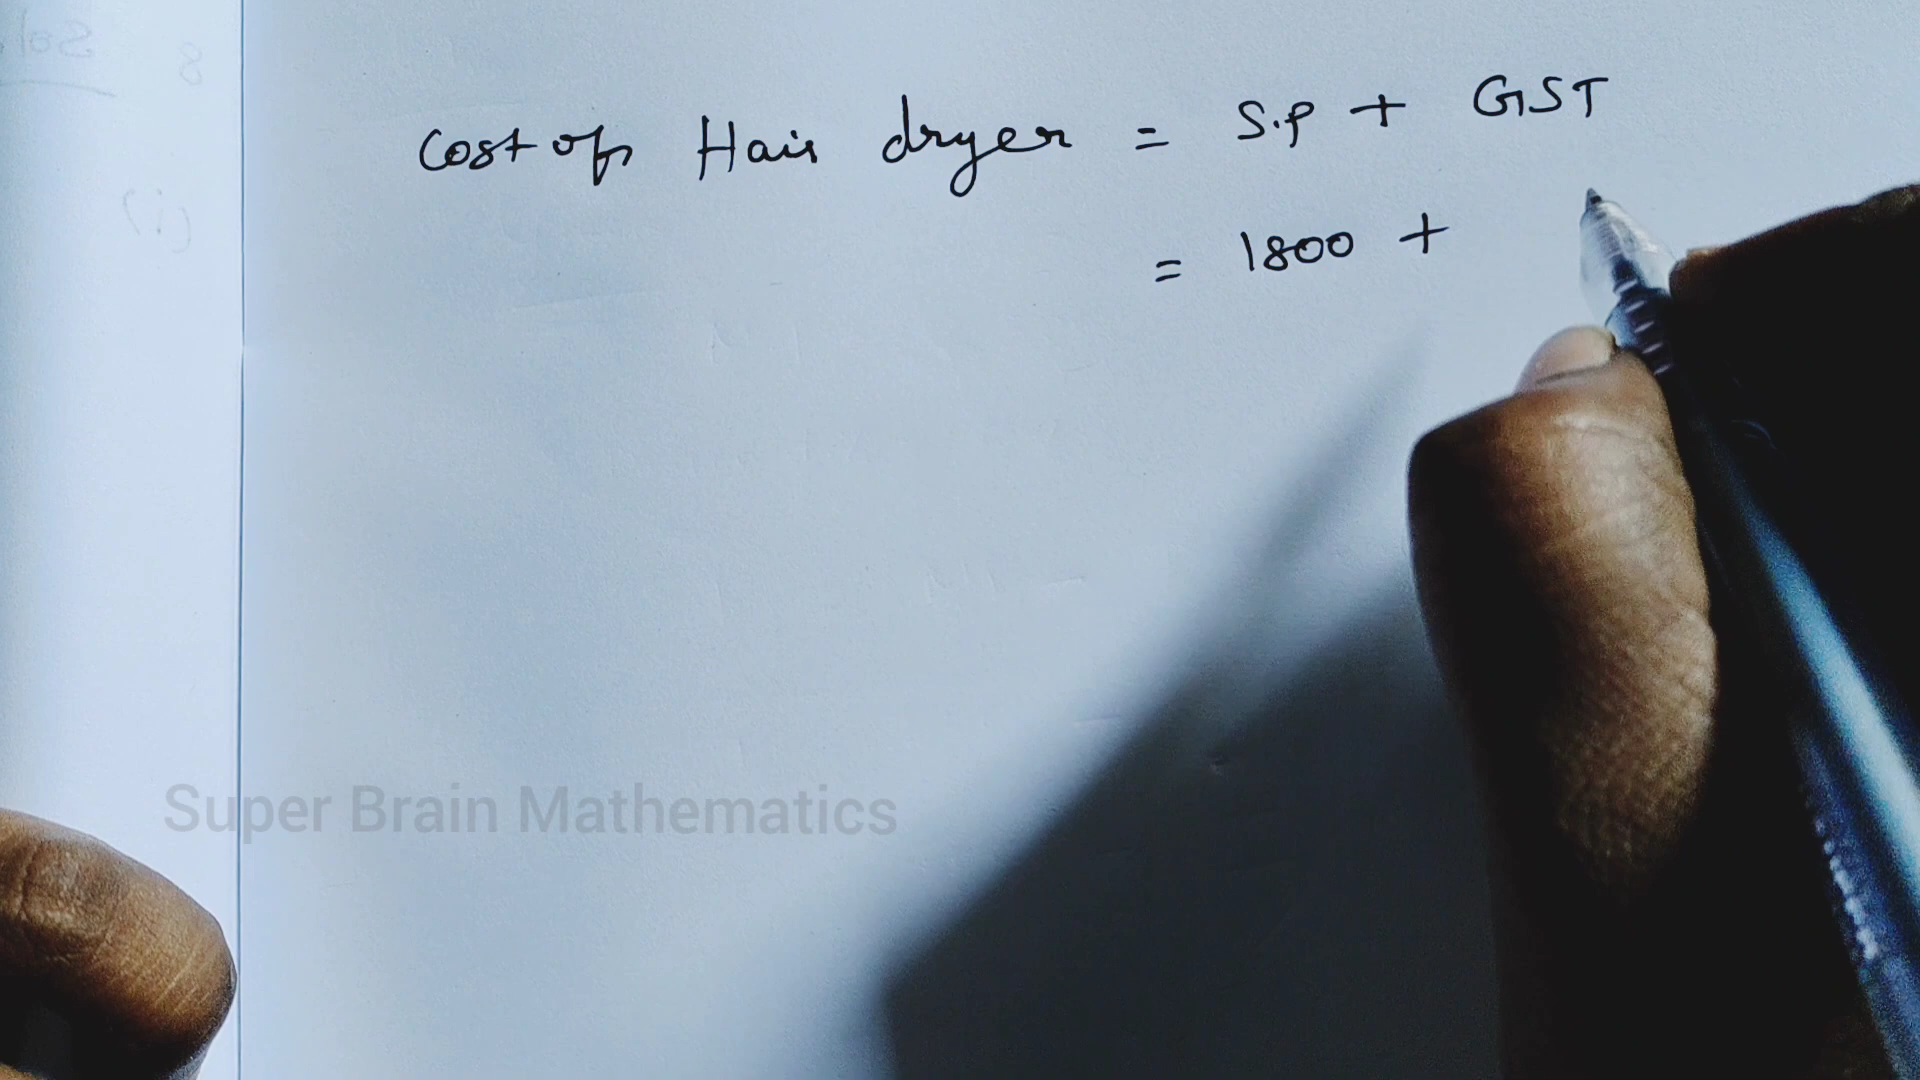 Cost of Hair dryer = S.P + GST
= 1800 +
Super Brain Mathematics